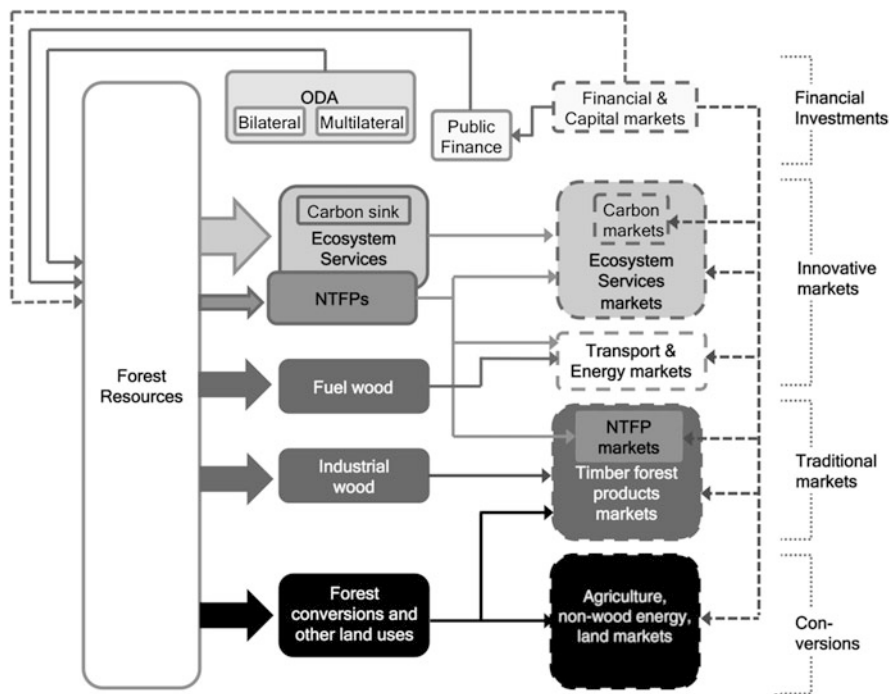 ODA
Bilateral
Multilateral
Public
Finance
Financial &
Capital markets
Financial
Investments
Forest
Resources
Carbon sink
Ecosystem
Services
NTFPs
Carbon
markets
Ecosystem
Services
markets
Innovative
markets
Transport &
Energy markets
Fuel wood
Industrial
wood
NTFP
markets
Timber forest
products
markets
Traditional
markets
Forest
conversions and
other land uses
Agriculture,
non-wood energy,
land markets
Con-
versions